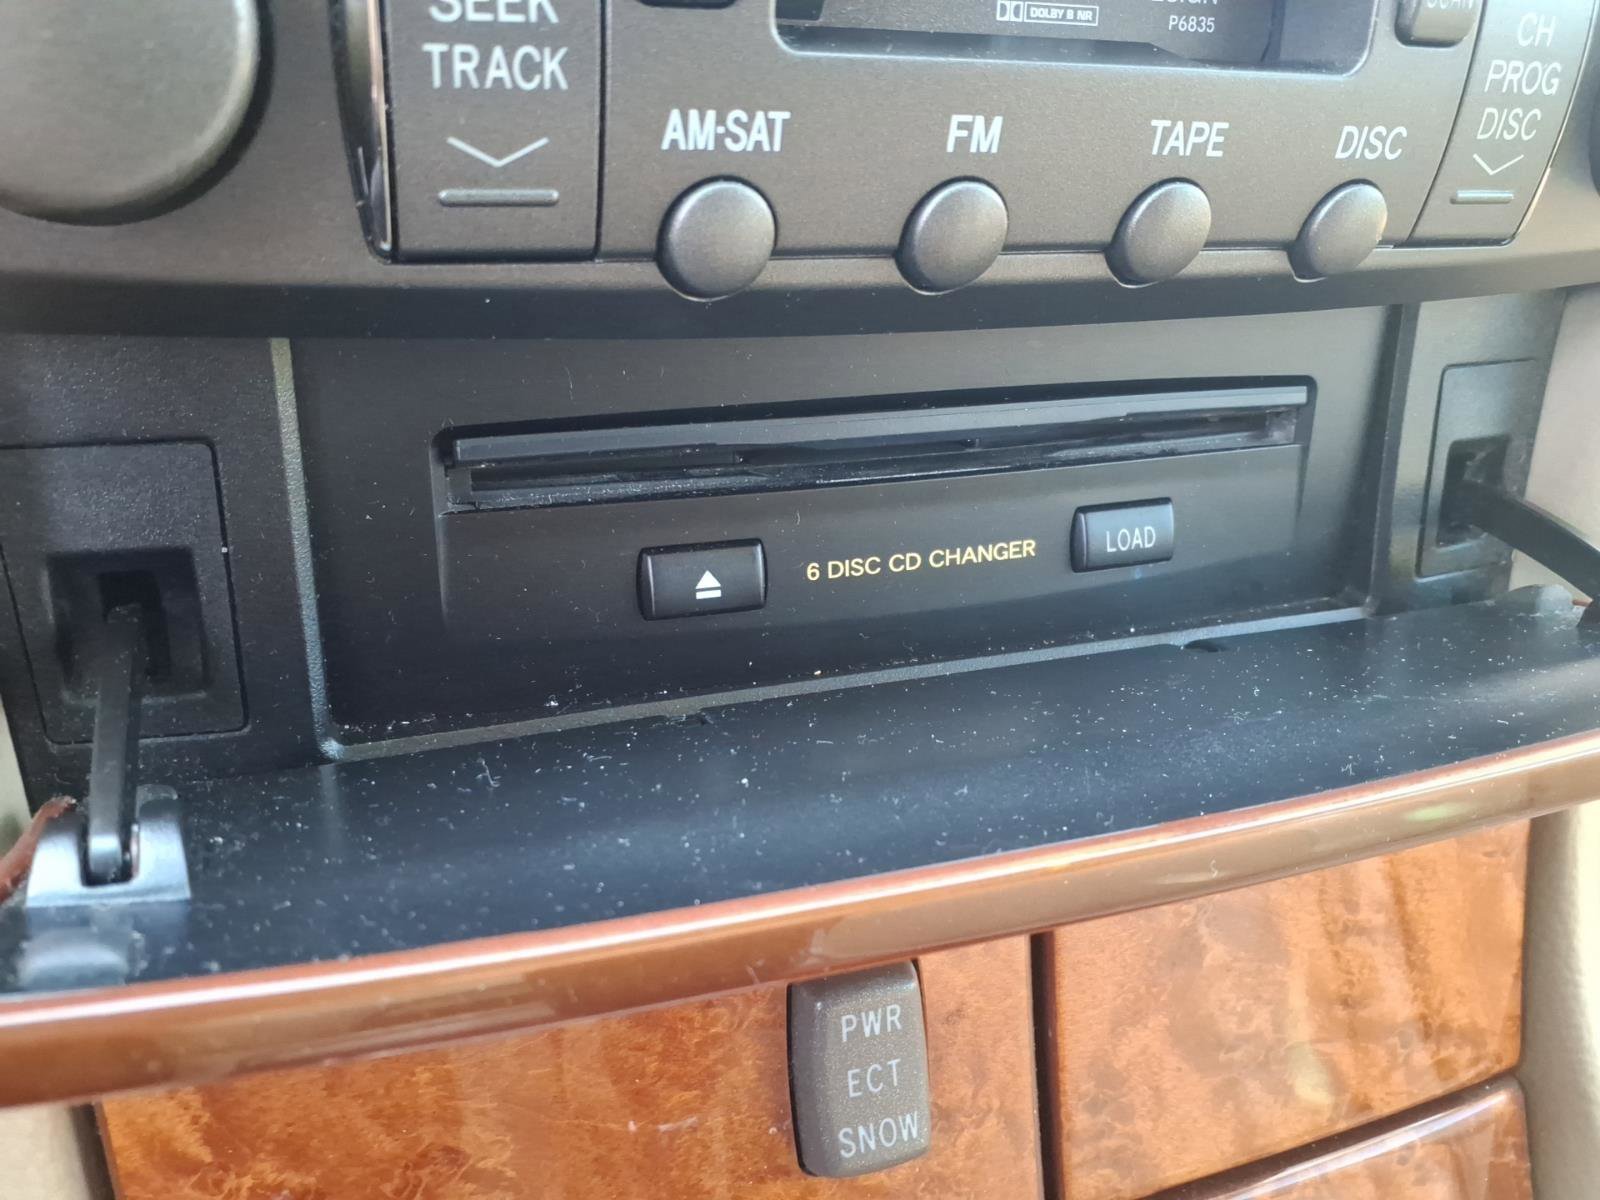 SEEK
TRACK
DOLBY B NR
P6835
SCAN
CH
PROG
DISC
AM·SAT
FM
TAPE
DISC
6 DISC CD CHANGER
LOAD
PWR
ECT
SNOW